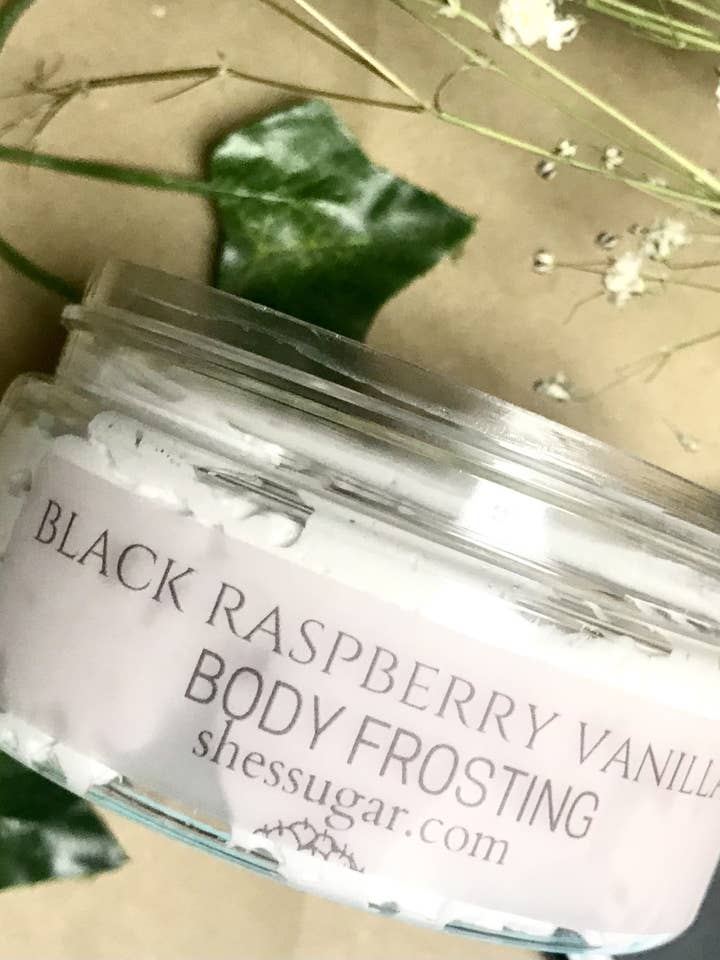 BLACK RASPBERRY VANILLA
BODY FROSTING
shessugar.com